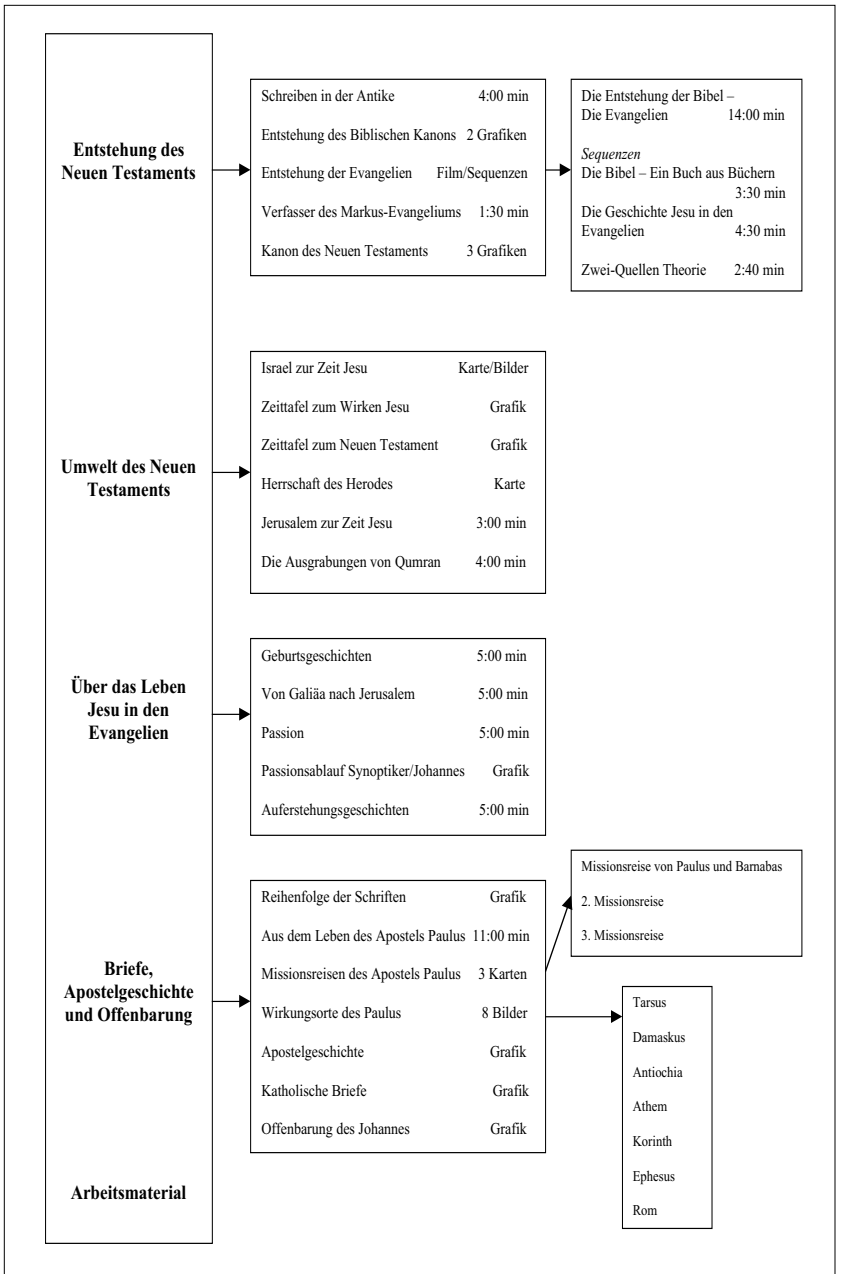 Entstehung des
Neuen Testaments
Schreiben in der Antike 4:00 min
Entstehung des Biblischen Kanons 2 Grafiken
Entstehung der Evangelien Film/Sequenzen
Verfasser des Markus-Evangeliums 1:30 min
Kanon des Neuen Testaments 3 Grafiken
Die Entstehung der Bibel –
Die Evangelien 14:00 min
Sequenzen
Die Bibel – Ein Buch aus Büchern
3:30 min
Die Geschichte Jesu in den
Evangelien 4:30 min
Zwei-Quellen Theorie 2:40 min
Umwelt des Neuen
Testaments
Israel zur Zeit Jesu Karte/Bilder
Zeittafel zum Wirken Jesu Grafik
Zeittafel zum Neuen Testament Grafik
Herrschaft des Herodes Karte
Jerusalem zur Zeit Jesu 3:00 min
Die Ausgrabungen von Qumran 4:00 min
Über das Leben
Jesu in den
Evangelien
Geburtsgeschichten 5:00 min
Von Galiäa nach Jerusalem 5:00 min
Passion 5:00 min
Passionsablauf Synoptiker/Johannes Grafik
Auferstehungsgeschichten 5:00 min
Briefe,
Apostelgeschichte
und Offenbarung
Reihenfolge der Schriften Grafik
Aus dem Leben des Apostels Paulus 11:00 min
Missionsreisen des Apostels Paulus 3 Karten
Wirkungsorte des Paulus 8 Bilder
Apostelgeschichte Grafik
Katholische Briefe Grafik
Offenbarung des Johannes Grafik
Missionsreise von Paulus und Barnabas
2. Missionsreise
3. Missionsreise
Tarsus
Damaskus
Antiochia
Athem
Korinth
Ephesus
Rom
Arbeitsmaterial